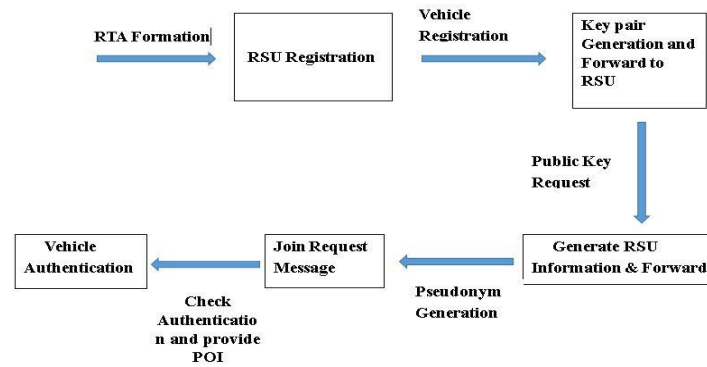 RTA Formation
RSU Registration
Vehicle
Registration
Key pair
Generation and
Forward to
RSU
Public Key
Request
Generate RSU
Information & Forward
Pseudonym
Generation
Join Request
Message
Check
Authenticatio
n and provide
POI
Vehicle
Authentication